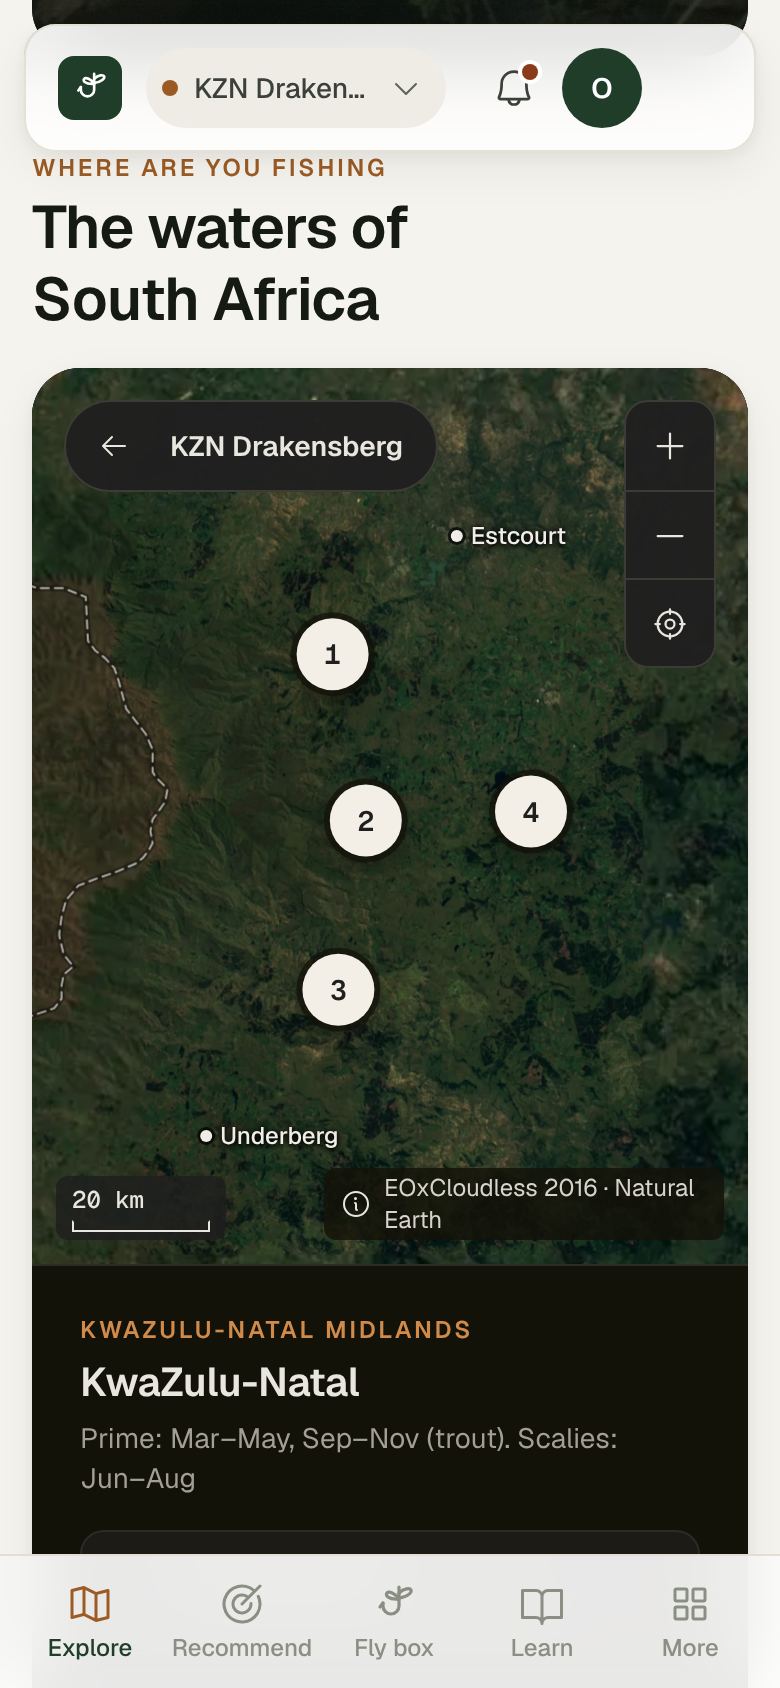 KZN Draken...
O
WHERE ARE YOU FISHING
The waters of
South Africa
KZN Drakensberg
Estcourt
1
2
4
3
Underberg
20 km
EOxCloudless 2016 · Natural
Earth
KWAZULU-NATAL MIDLANDS
KwaZulu-Natal
Prime: Mar–May, Sep–Nov (trout). Scalies:
Jun–Aug
Explore
Recommend
Fly box
Learn
More